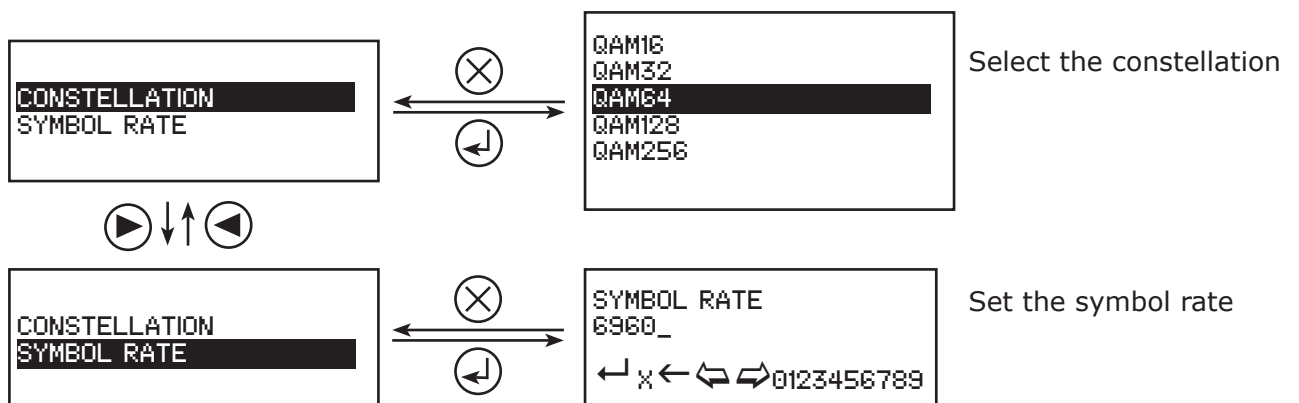 CONSTELLATION
SYMBOL RATE
QAM16
QAM32
QAM64
QAM128
QAM256
Select the constellation
CONSTELLATION
SYMBOL RATE
SYMBOL RATE
6960_
↵ x ← ⇦ ⇨ 0123456789
Set the symbol rate